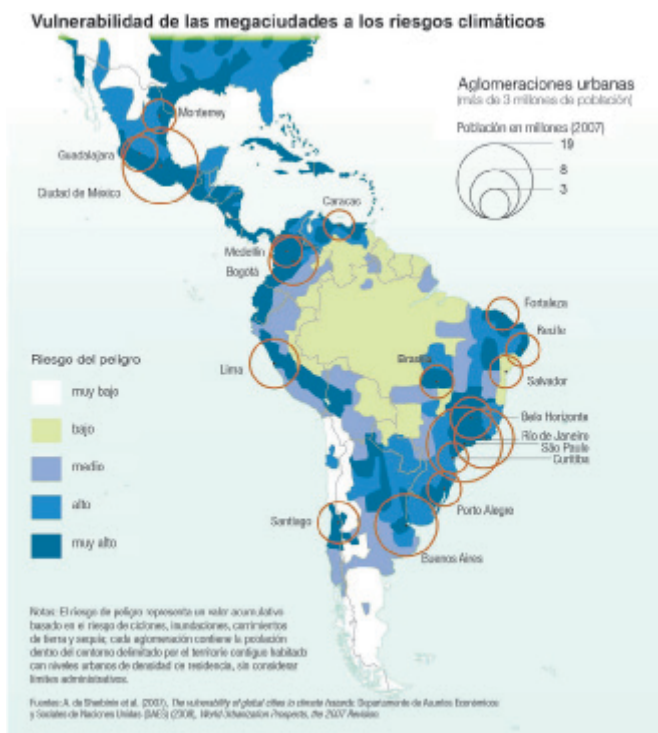 Vulnerabilidad de las megaciudades a los riesgos climáticos
Aglomeraciones urbanas
(más de 3 millones de población)
Población en millones (2007)
19
8
3
Monterrey
Guadalajara
Ciudad de México
Caracas
Medellín
Bogotá
Fortaleza
Recife
Lima
Brasilia
Salvador
Belo Horizonte
Río de Janeiro
São Paulo
Curitiba
Porto Alegre
Santiago
Buenos Aires
Riesgo del peligro
muy bajo
bajo
medio
alto
muy alto
Notas: El riesgo de peligro representa un valor acumulativo
basado en el riesgo de ciclones, inundaciones, corrimientos
de tierra y sequía; cada aglomeración contiene la población
dentro del contorno delimitado por el territorio contiguo habitado
con niveles urbanos de densidad de residencia, sin considerar
límites administrativos.
Fuentes: A. de Sherbinin et al. (2007), The vulnerability of global cities to climate hazards; Departamento de Asuntos Económicos
y Sociales de Naciones Unidas (DAES) (2008), World Urbanization Prospects, the 2007 Revision.